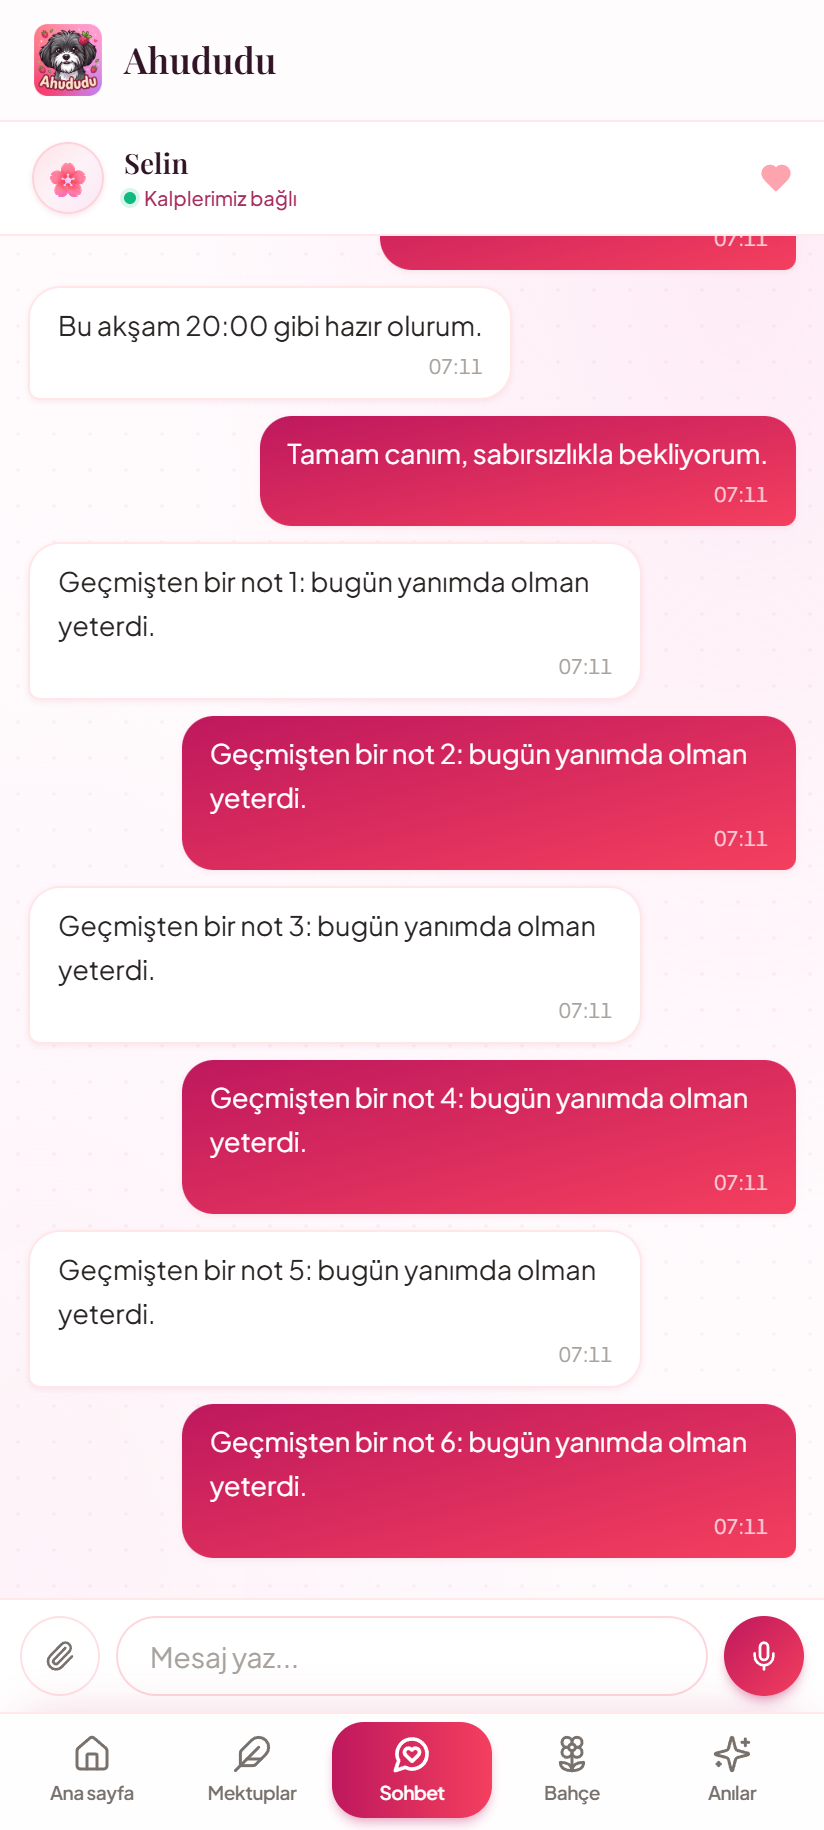 Ahududu
Ahududu
Selin
Kalplerimiz bağlı
07:11
Bu akşam 20:00 gibi hazır olurum.
07:11
Tamam canım, sabırsızlıkla bekliyorum.
07:11
Geçmişten bir not 1: bugün yanımda olman
yeterdi.
07:11
Geçmişten bir not 2: bugün yanımda olman
yeterdi.
07:11
Geçmişten bir not 3: bugün yanımda olman
yeterdi.
07:11
Geçmişten bir not 4: bugün yanımda olman
yeterdi.
07:11
Geçmişten bir not 5: bugün yanımda olman
yeterdi.
07:11
Geçmişten bir not 6: bugün yanımda olman
yeterdi.
07:11
Mesaj yaz...
Ana sayfa
Mektuplar
Sohbet
Bahçe
Anılar